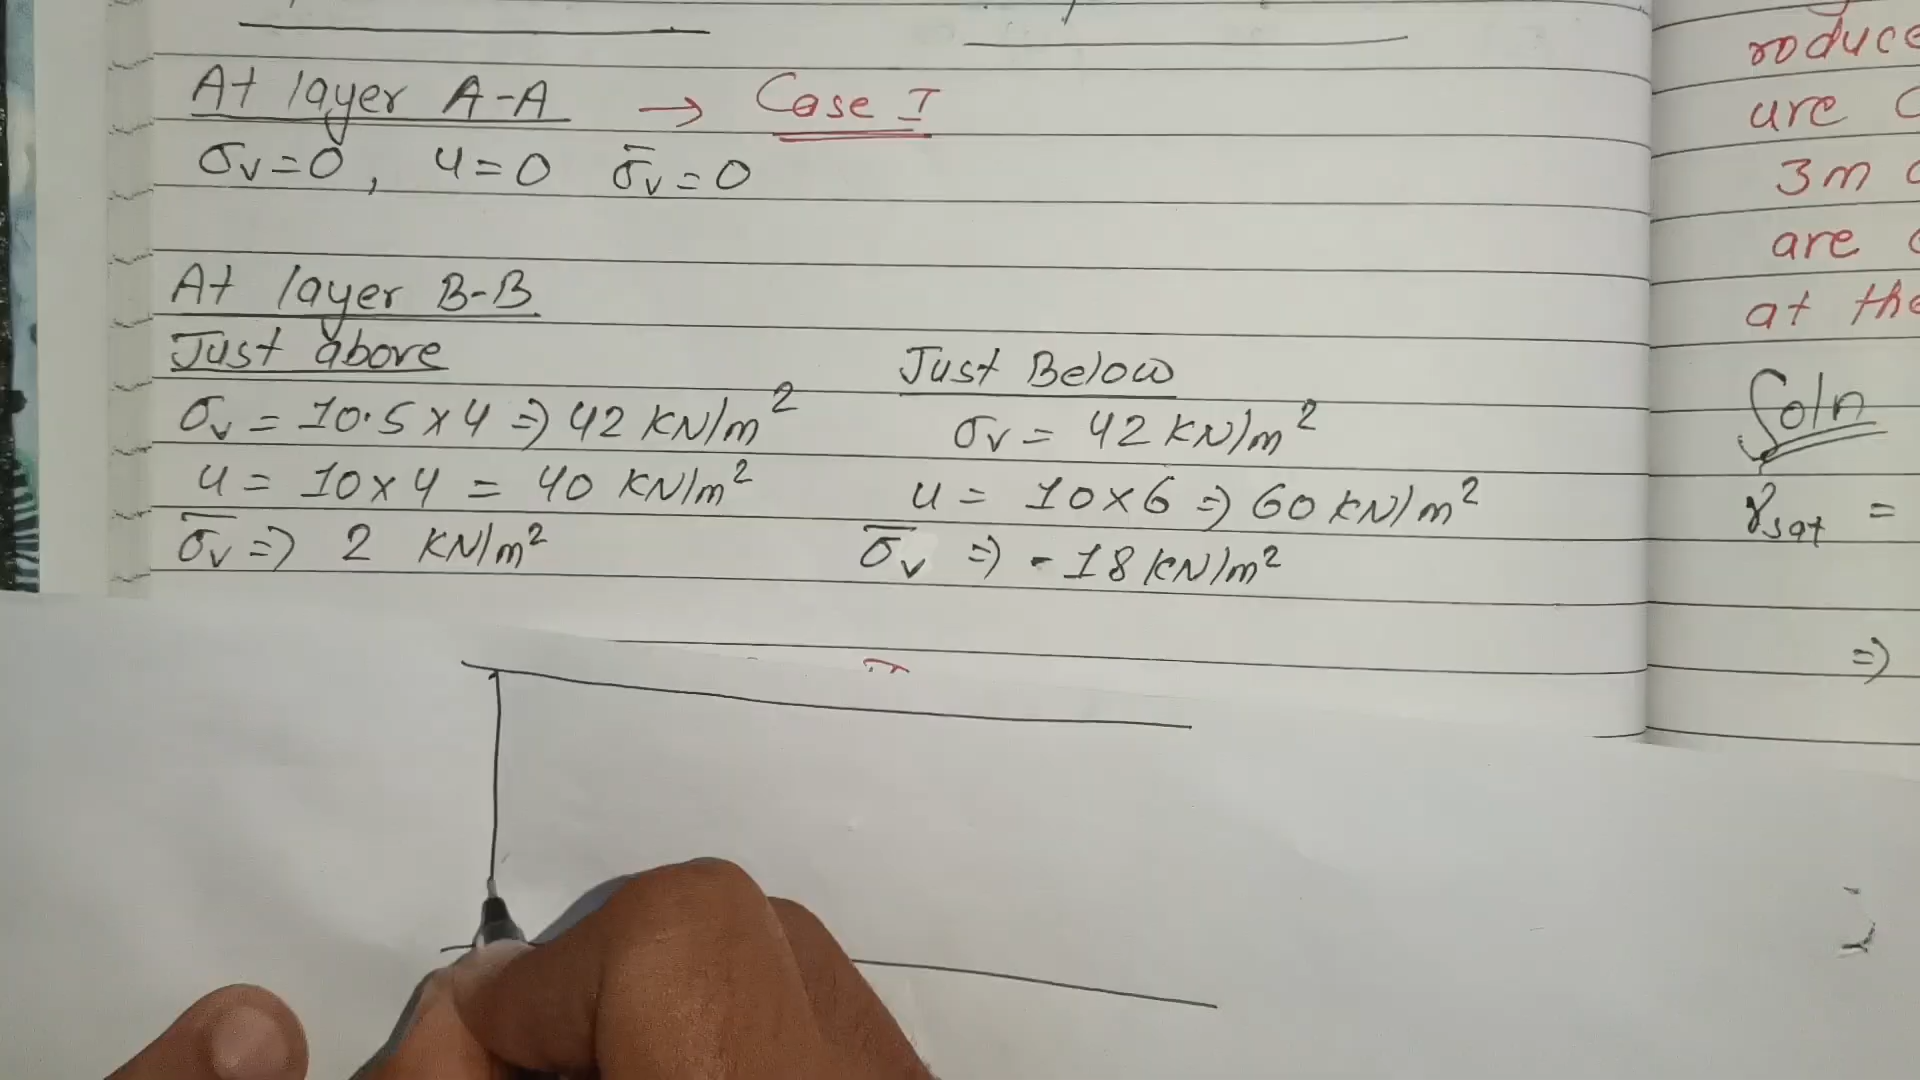 At layer A-A → Case I
σv=0, u=0 σ̄v=0
At layer B-B
Just above
σv = 10.5 x 4 => 42 KN/m²
u = 10 x 4 = 40 KN/m²
σ̄v => 2 KN/m²
Just Below
σv = 42 KN/m²
u = 10 x 6 => 60 KN/m²
σ̄v => - 18 KN/m²
are
3m
are
at the
Soln
γsat =
=>